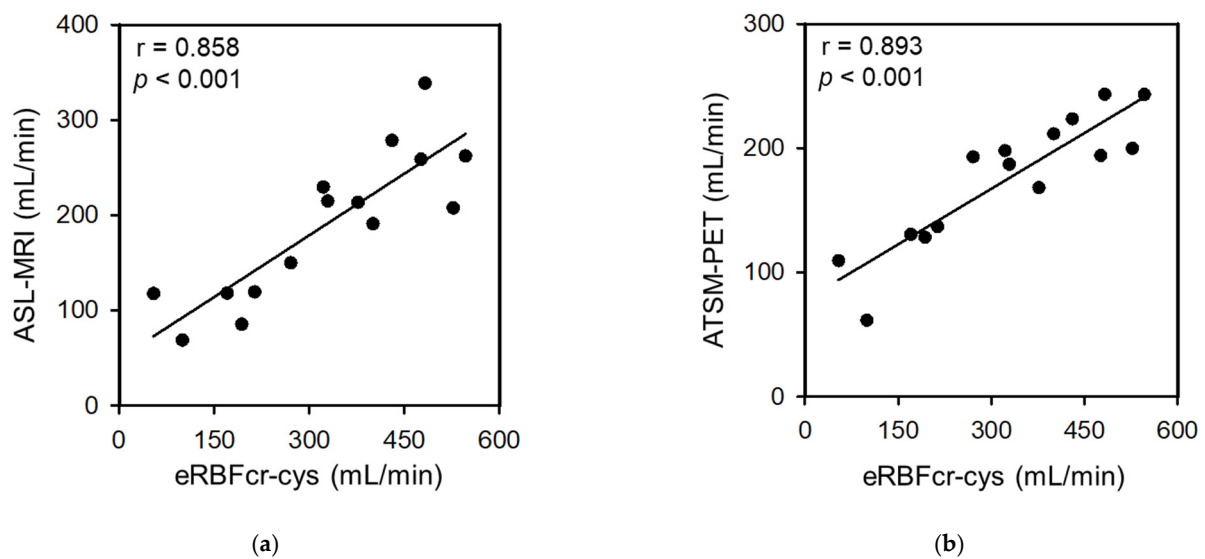 400
r = 0.858
p < 0.001
300
200
100
0
ASL-MRI (mL/min)
0 150 300 450 600
eRBFcr-cys (mL/min)
(a)
300
r = 0.893
p < 0.001
200
100
0
ATSM-PET (mL/min)
0 150 300 450 600
eRBFcr-cys (mL/min)
(b)